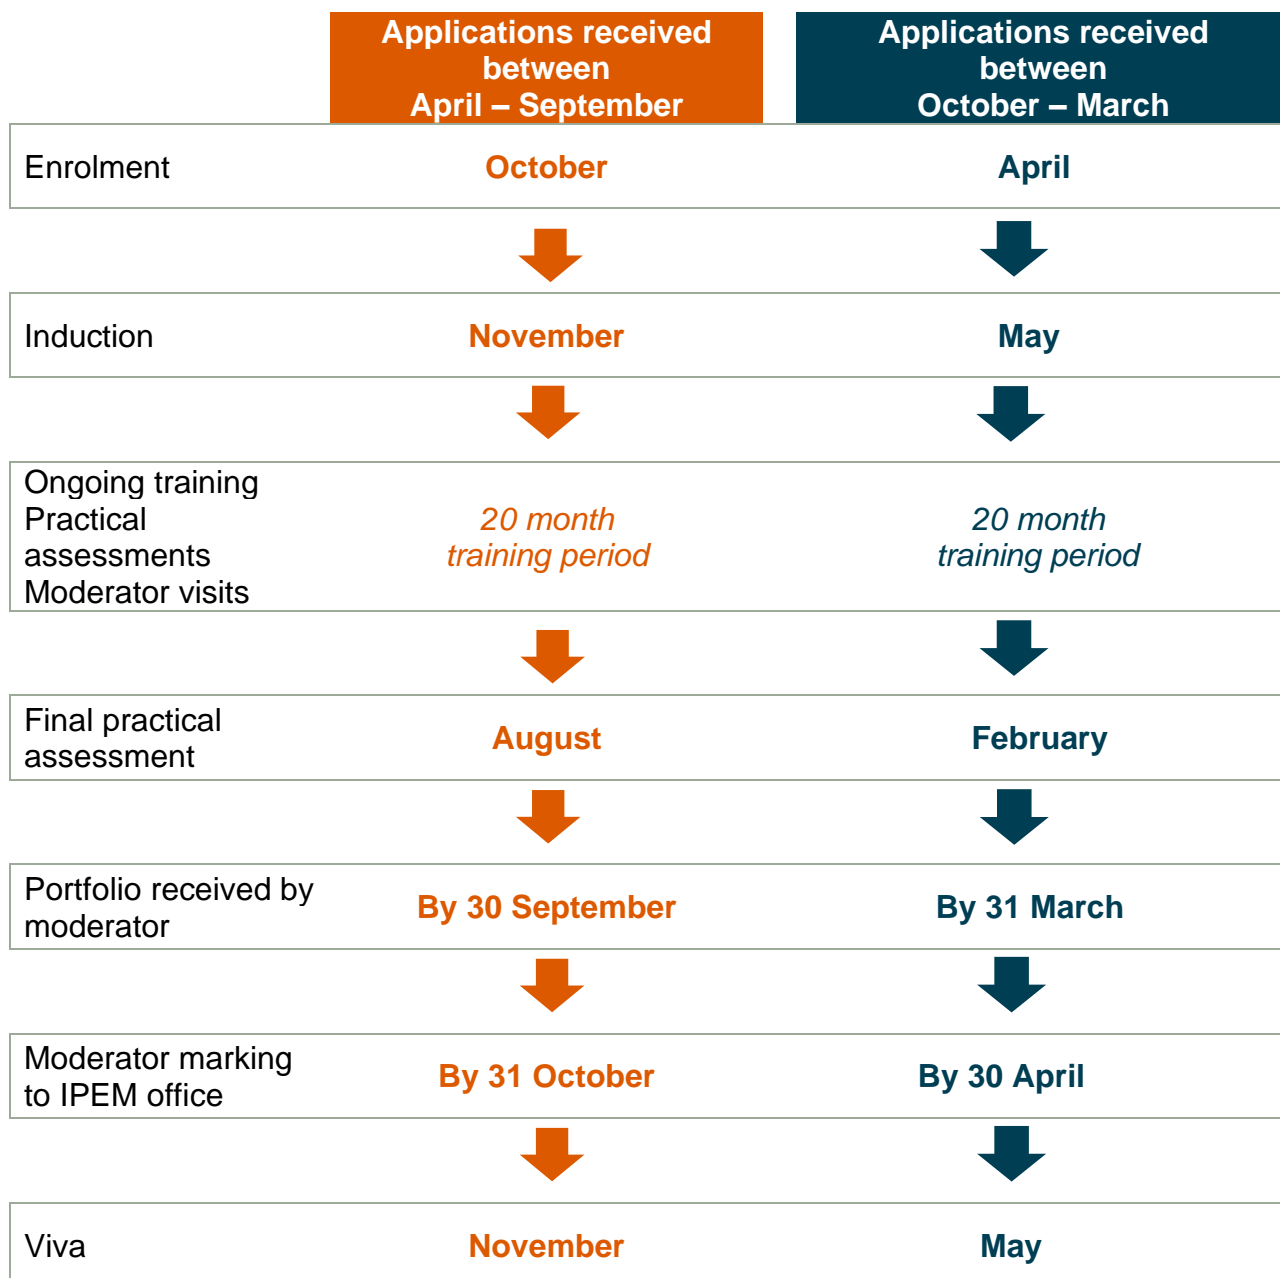 Applications received
between
April – September
Applications received
between
October – March
Enrolment
October
April
Induction
November
May
Ongoing training
Practical
assessments
Moderator visits
20 month
training period
20 month
training period
Final practical
assessment
August
February
Portfolio received by
moderator
By 30 September
By 31 March
Moderator marking
to IPEM office
By 31 October
By 30 April
Viva
November
May